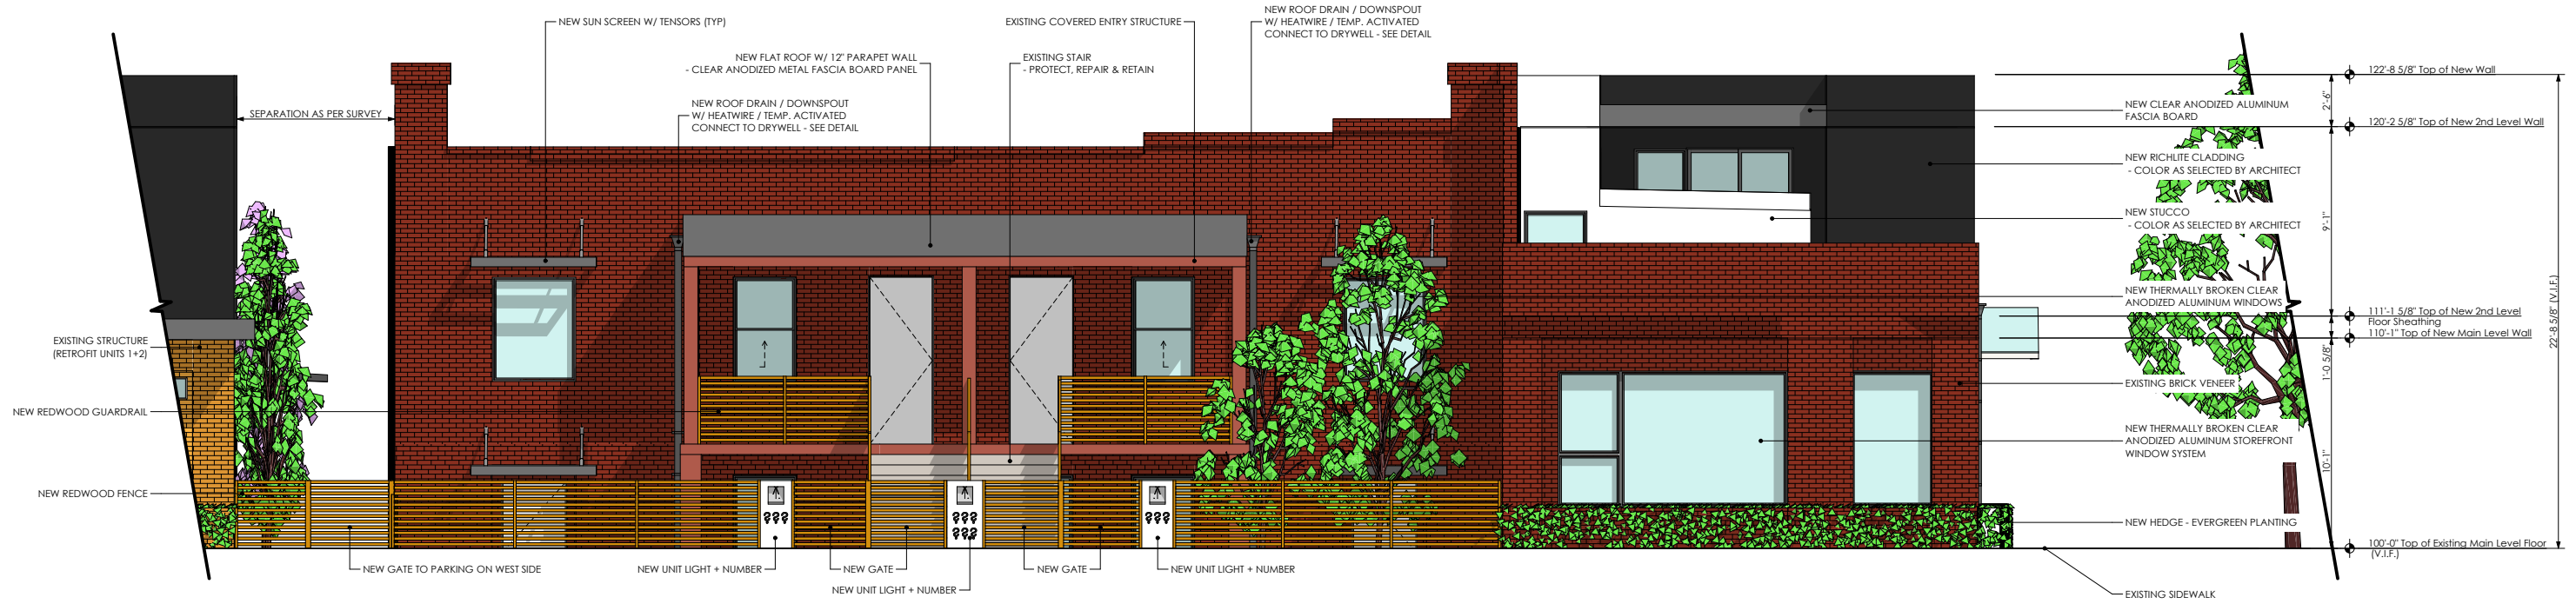 NEW SUN SCREEN W/ TENSORS (TYP)
EXISTING COVERED ENTRY STRUCTURE
NEW ROOF DRAIN / DOWNSPOUT
W/ HEATWIRE / TEMP. ACTIVATED
CONNECT TO DRYWELL - SEE DETAIL
NEW FLAT ROOF W/ 12" PARAPET WALL
- CLEAR ANODIZED METAL FASCIA BOARD PANEL
EXISTING STAIR
- PROTECT, REPAIR & RETAIN
NEW ROOF DRAIN / DOWNSPOUT
W/ HEATWIRE / TEMP. ACTIVATED
CONNECT TO DRYWELL - SEE DETAIL
SEPARATION AS PER SURVEY
122'-8 5/8" Top of New Wall
2'-6"
NEW CLEAR ANODIZED ALUMINUM
FASCIA BOARD
120'-2 5/8" Top of New 2nd Level Wall
NEW RICHLITE CLADDING
- COLOR AS SELECTED BY ARCHITECT
NEW STUCCO
- COLOR AS SELECTED BY ARCHITECT
9'-1"
NEW THERMALLY BROKEN CLEAR
ANODIZED ALUMINUM WINDOWS
22'-8 5/8" (V.I.F.)
111'-1 5/8" Top of New 2nd Level
Floor Sheathing
110'-1" Top of New Main Level Wall
1'-0 5/8"
EXISTING STRUCTURE
(RETROFIT UNITS 1+2)
EXISTING BRICK VENEER
NEW REDWOOD GUARDRAIL
NEW THERMALLY BROKEN CLEAR
ANODIZED ALUMINUM STOREFRONT
WINDOW SYSTEM
10'-1"
NEW REDWOOD FENCE
???
???
???
???
NEW HEDGE - EVERGREEN PLANTING
100'-0" Top of Existing Main Level Floor
(V.I.F.)
NEW GATE TO PARKING ON WEST SIDE
NEW UNIT LIGHT + NUMBER
NEW GATE
NEW GATE
NEW UNIT LIGHT + NUMBER
NEW UNIT LIGHT + NUMBER
EXISTING SIDEWALK